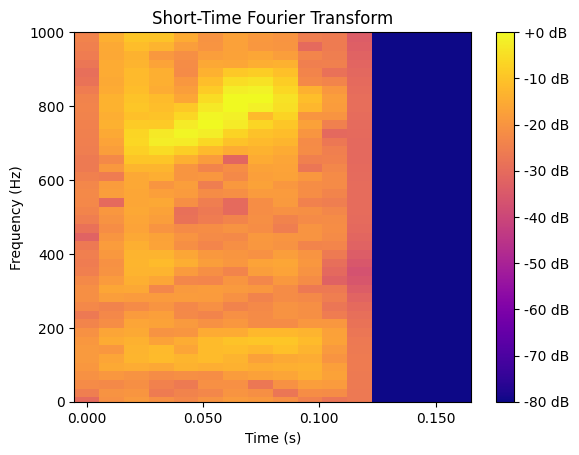 Short-Time Fourier Transform
1000
800
600
400
200
0
Frequency (Hz)
0.000
0.050
0.100
0.150
Time (s)
+0 dB
-10 dB
-20 dB
-30 dB
-40 dB
-50 dB
-60 dB
-70 dB
-80 dB